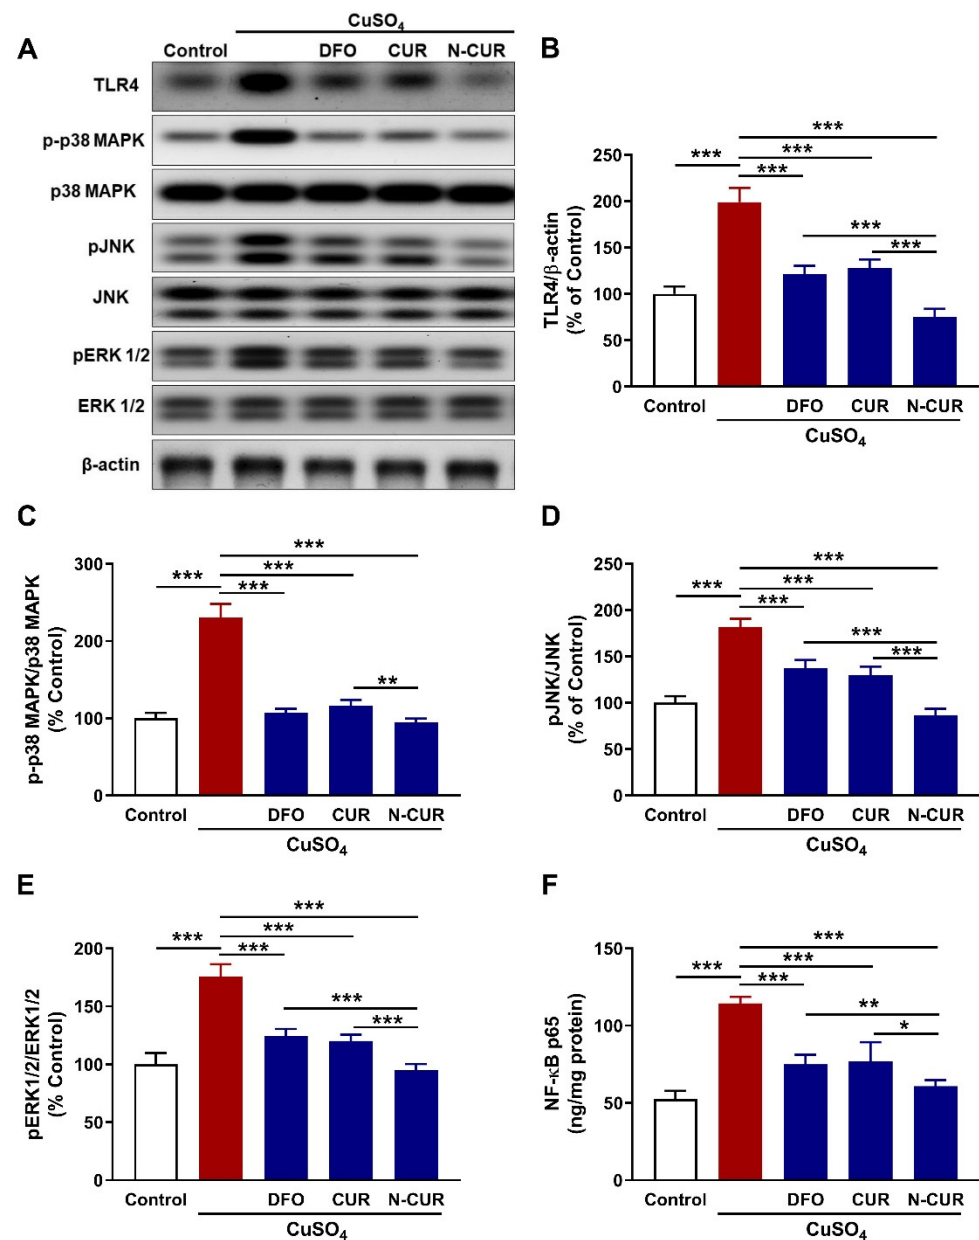 A
CuSO4
Control DFO CUR N-CUR
TLR4
p-p38 MAPK
p38 MAPK
pJNK
JNK
pERK 1/2
ERK 1/2
β-actin
B
TLR4/β-actin
(% of Control)
250
200
150
100
50
0
***
***
***
***
***
***
Control DFO CUR N-CUR
CuSO4
C
p-p38 MAPK/p38 MAPK
(% Control)
300
200
100
0
***
***
***
***
**
Control DFO CUR N-CUR
CuSO4
D
pJNK/JNK
(% of Control)
250
200
150
100
50
0
***
***
***
***
***
***
Control DFO CUR N-CUR
CuSO4
E
pERK1/2/ERK1/2
(% Control)
200
150
100
50
0
***
***
***
***
***
***
Control DFO CUR N-CUR
CuSO4
F
NF-κB p65
(ng/mg protein)
150
100
50
0
***
***
***
***
**
*
Control DFO CUR N-CUR
CuSO4